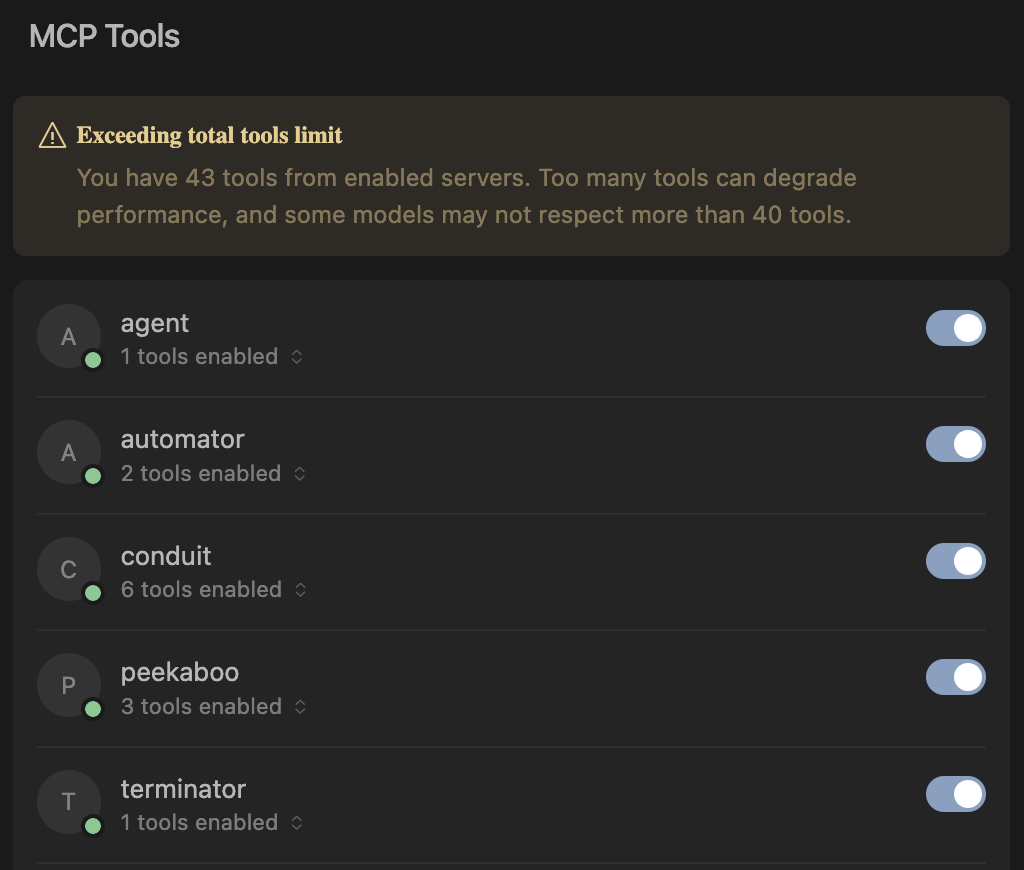 MCP Tools
Exceeding total tools limit
You have 43 tools from enabled servers. Too many tools can degrade
performance, and some models may not respect more than 40 tools.
A
agent
1 tools enabled
A
automator
2 tools enabled
C
conduit
6 tools enabled
P
peekaboo
3 tools enabled
T
terminator
1 tools enabled